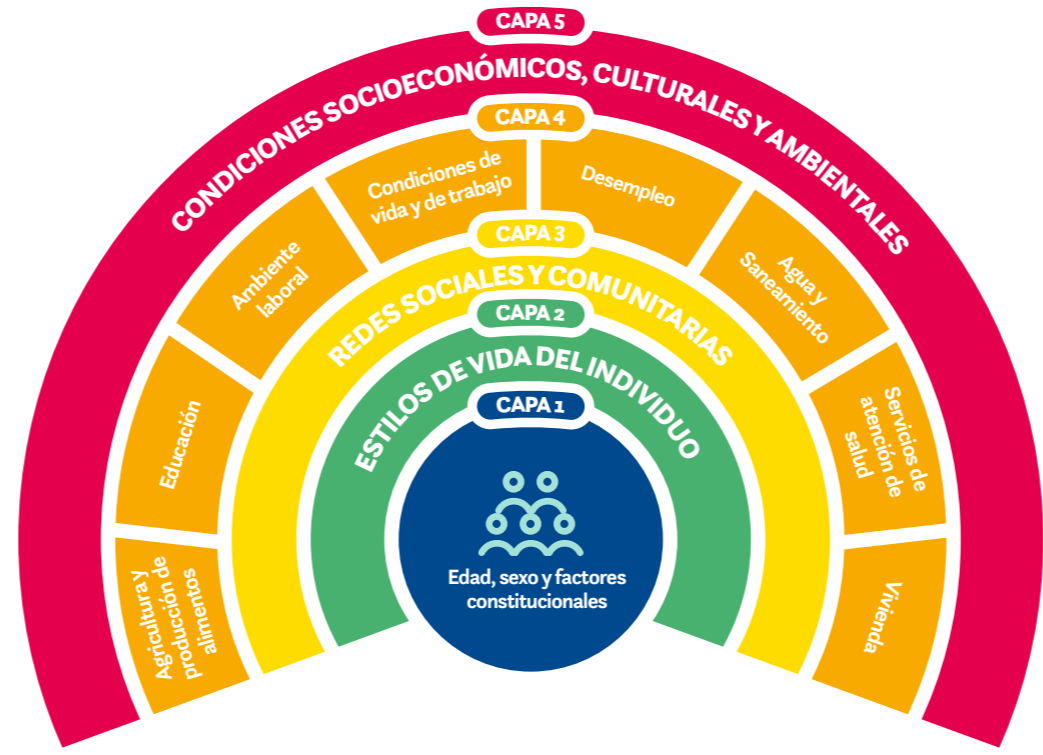 CAPA 5
CONDICIONES SOCIOECONÓMICOS, CULTURALES Y AMBIENTALES
CAPA 4
Agricultura y
producción de
alimentos
Educación
Ambiente
laboral
Condiciones de
vida y de trabajo
Desempleo
Agua y
Saneamiento
Servicios de
atención de
salud
Vivienda
CAPA 3
REDES SOCIALES Y COMUNITARIAS
CAPA 2
ESTILOS DE VIDA DEL INDIVIDUO
CAPA 1
Edad, sexo y factores
constitucionales